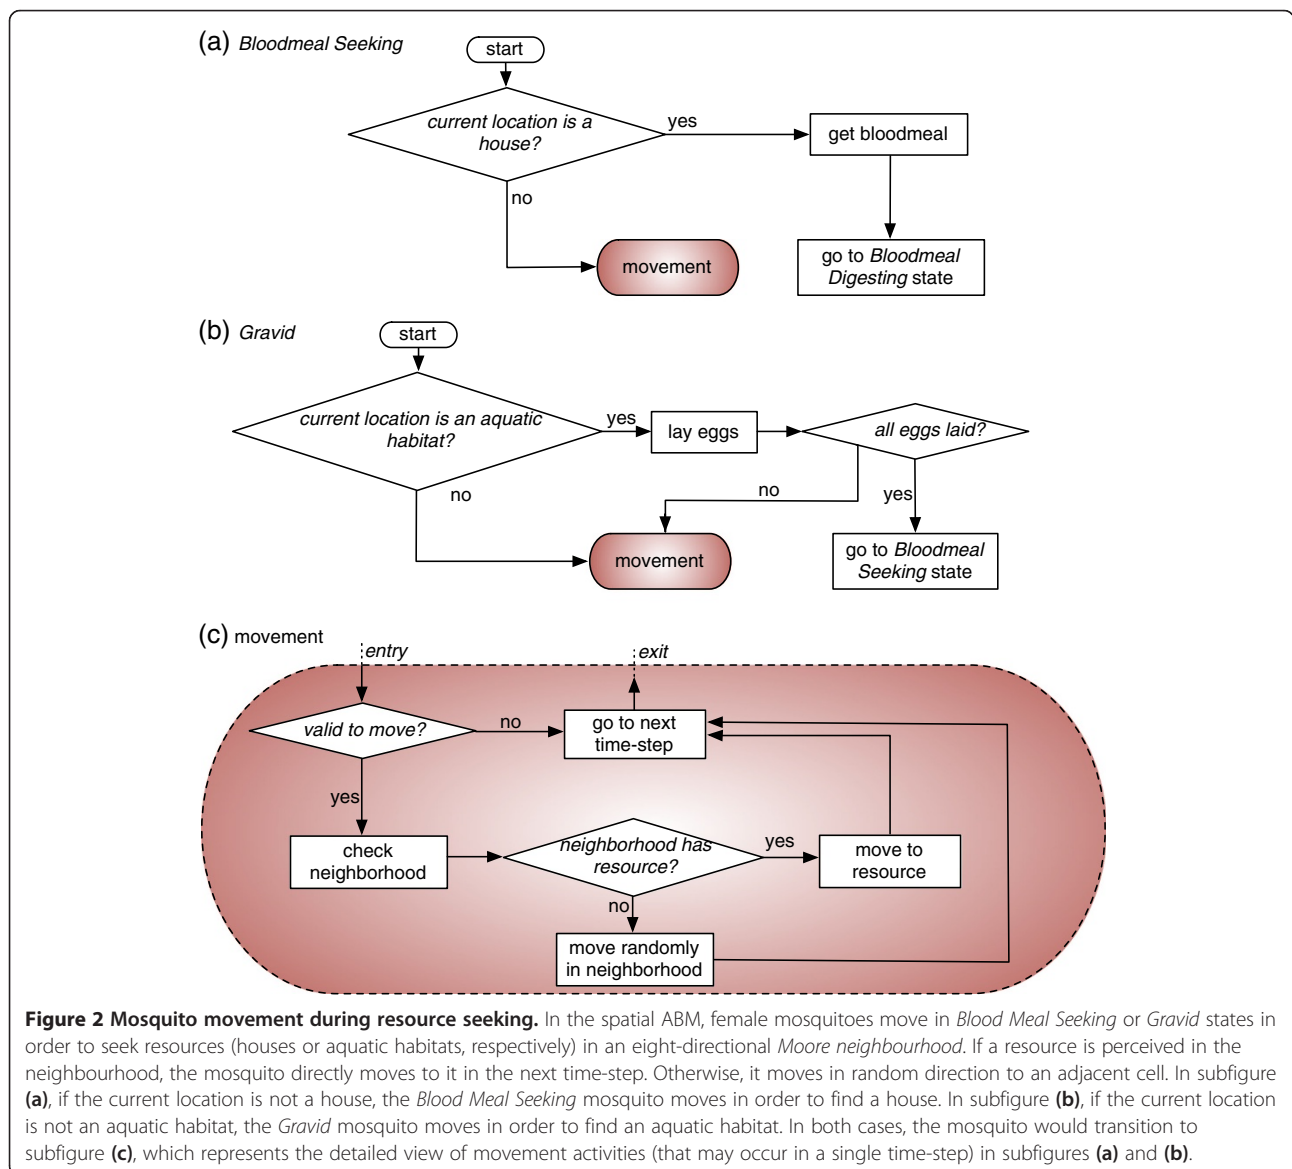 (a) Bloodmeal Seeking
start
current location is a
house?
yes
get bloodmeal
no
movement
go to Bloodmeal
Digesting state
(b) Gravid
start
current location is an aquatic
habitat?
yes
lay eggs
all eggs laid?
no
no
yes
movement
go to Bloodmeal
Seeking state
(c) movement
entry
exit
valid to move?
no
go to next
time-step
yes
check
neighborhood
neighborhood has
resource?
yes
move to
resource
no
move randomly
in neighborhood
Figure 2 Mosquito movement during resource seeking. In the spatial ABM, female mosquitoes move in Blood Meal Seeking or Gravid states in
order to seek resources (houses or aquatic habitats, respectively) in an eight-directional Moore neighbourhood. If a resource is perceived in the
neighbourhood, the mosquito directly moves to it in the next time-step. Otherwise, it moves in random direction to an adjacent cell. In subfigure
(a), if the current location is not a house, the Blood Meal Seeking mosquito moves in order to find a house. In subfigure (b), if the current location
is not an aquatic habitat, the Gravid mosquito moves in order to find an aquatic habitat. In both cases, the mosquito would transition to
subfigure (c), which represents the detailed view of movement activities (that may occur in a single time-step) in subfigures (a) and (b).